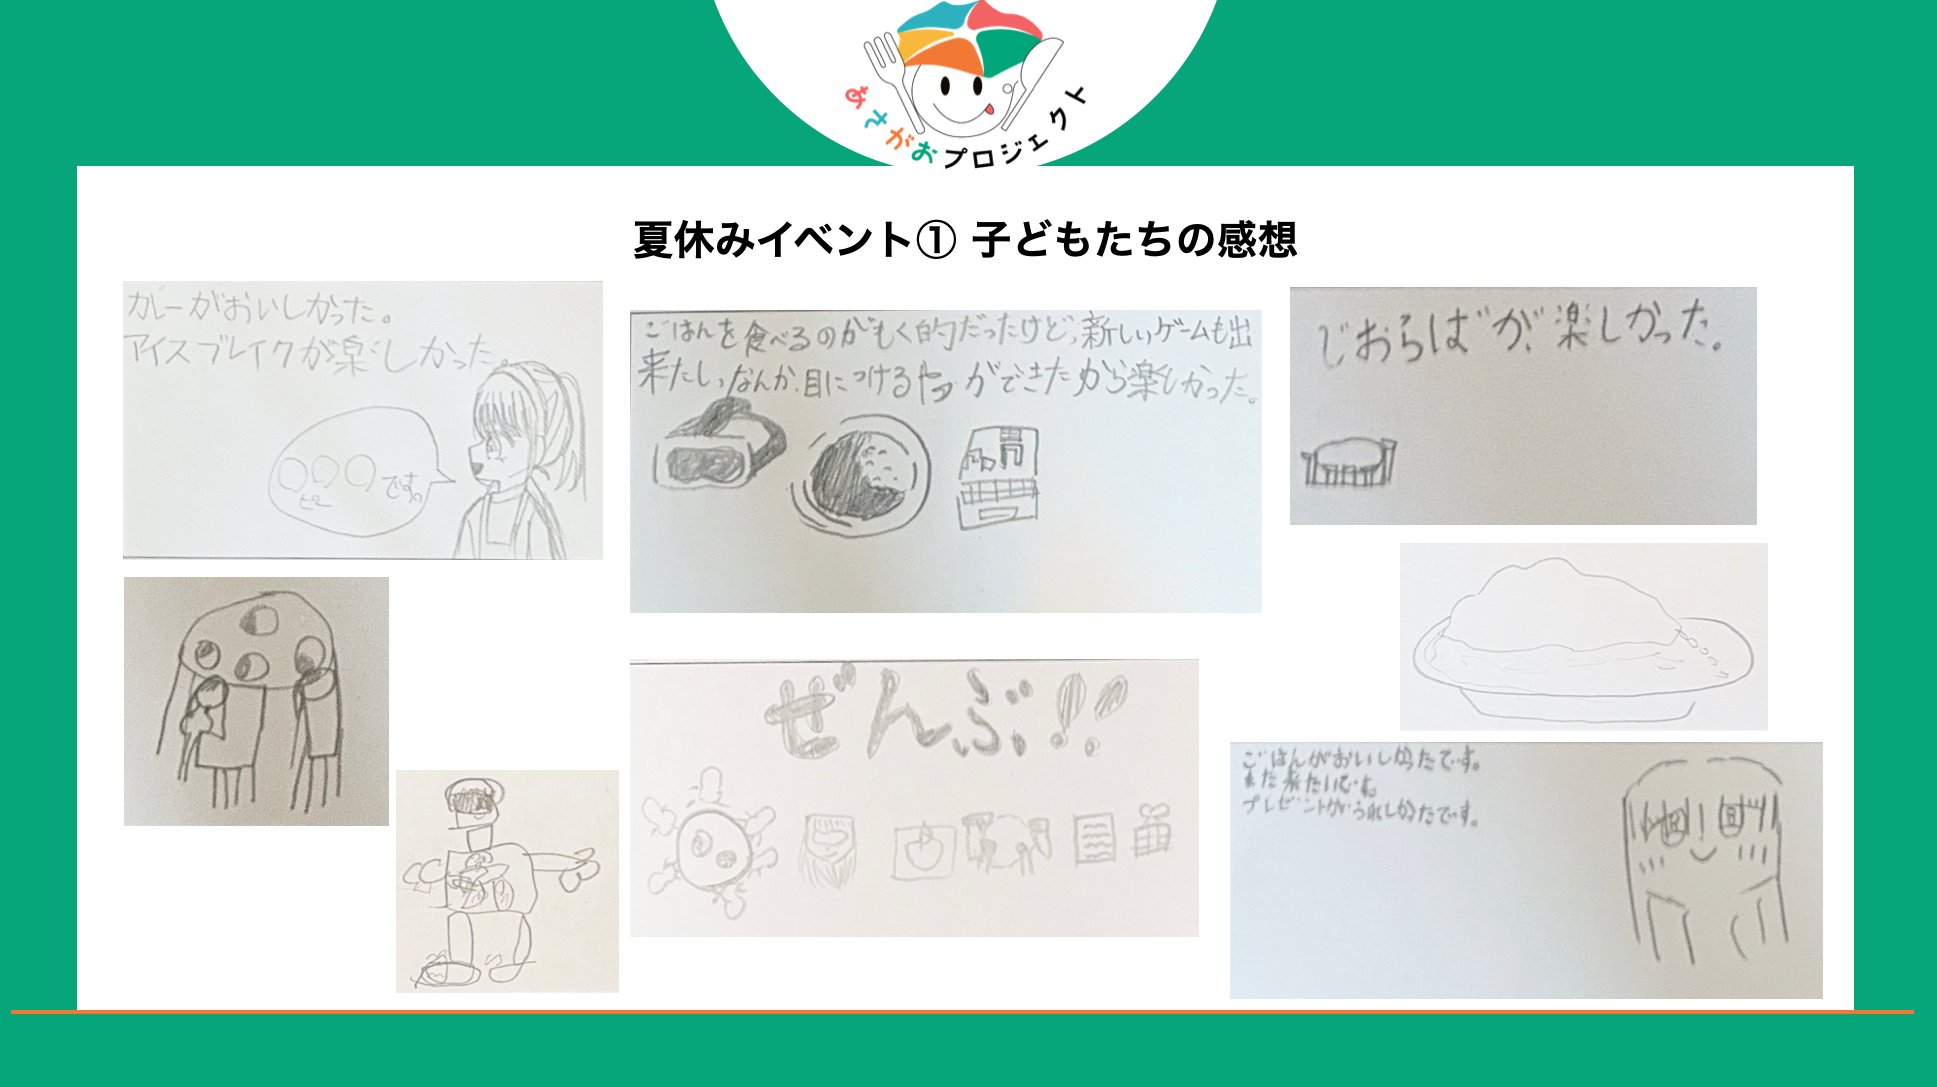 あさがおプロジェクト
夏休みイベント① 子どもたちの感想
カレーがおいしかった。
アイスブレイクが楽しかった。
○○○です。
ピー
ごはんを食べるのがもく的だったけど、新しいゲームも出
来たし、なんか、目につけるやつができたから楽しかった。
じおらばが、楽しかった。
ぜんぶ!!
ごはんがおいしかったです。
また来たいです。
プレゼントがうれしかたです。